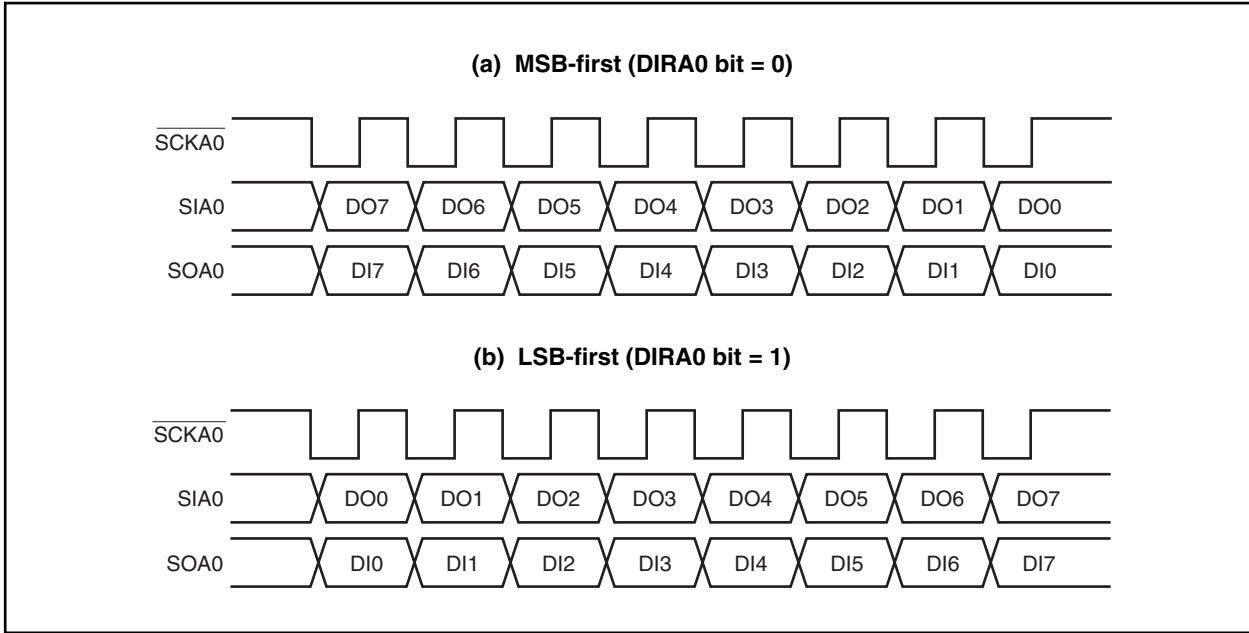 (a) MSB-first (DIRA0 bit = 0)
SCKA0
SIA0 DO7 DO6 DO5 DO4 DO3 DO2 DO1 DO0
SOA0 DI7 DI6 DI5 DI4 DI3 DI2 DI1 DI0
(b) LSB-first (DIRA0 bit = 1)
SCKA0
SIA0 DO0 DO1 DO2 DO3 DO4 DO5 DO6 DO7
SOA0 DI0 DI1 DI2 DI3 DI4 DI5 DI6 DI7